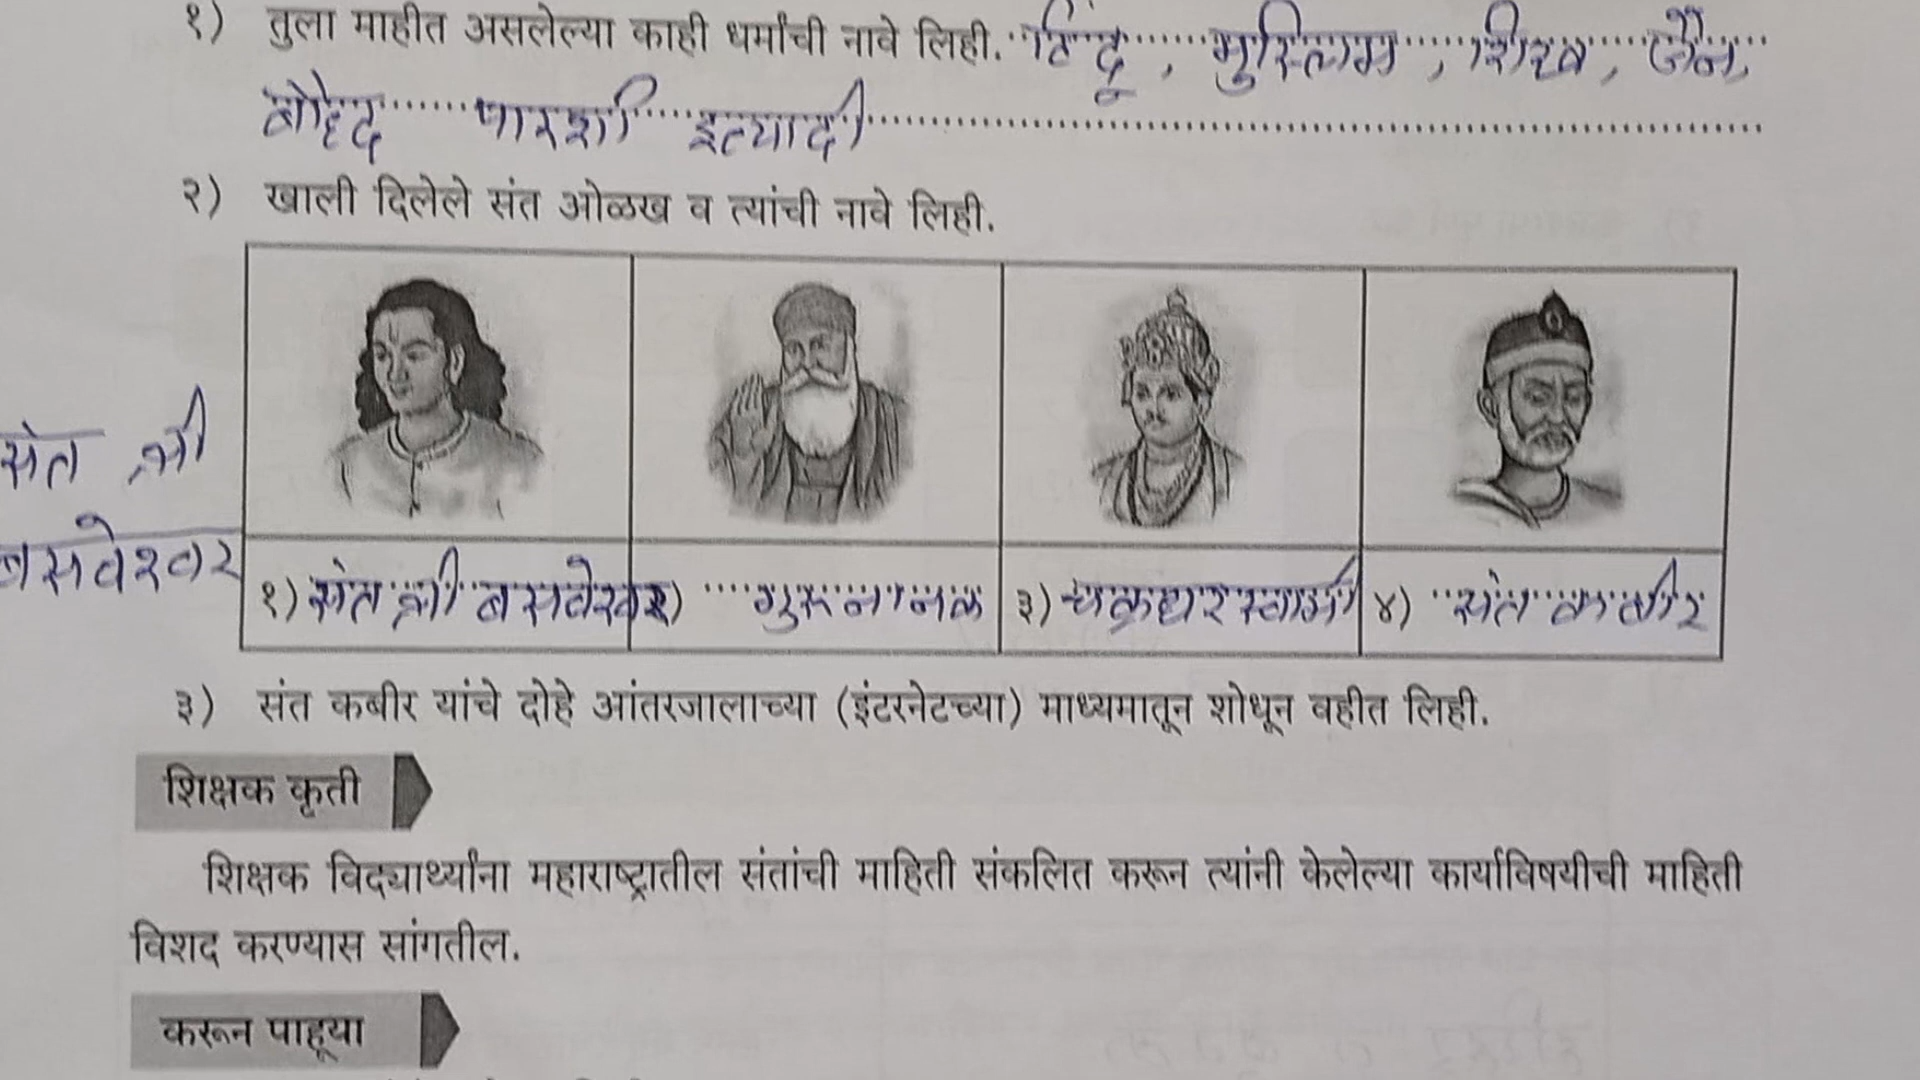 १) तुला माहीत असलेल्या काही धर्मांची नावे लिही. हिंदू, मुस्लिम, शिख, जैन,
बौद्ध पारशी इत्यादी
२) खाली दिलेले संत ओळख व त्यांची नावे लिही.
संत श्री
बसवेश्वर
१) संत श्री बसवेश्वर २) गुरूनानक ३) चक्रधर स्वामी ४) संत कबीर
३) संत कबीर यांचे दोहे आंतरजालाच्या (इंटरनेटच्या) माध्यमातून शोधून वहीत लिही.
शिक्षक कृती
शिक्षक विद्यार्थ्यांना महाराष्ट्रातील संतांची माहिती संकलित करून त्यांनी केलेल्या कार्याविषयीची माहिती
विशद करण्यास सांगतील.
करून पाहूया